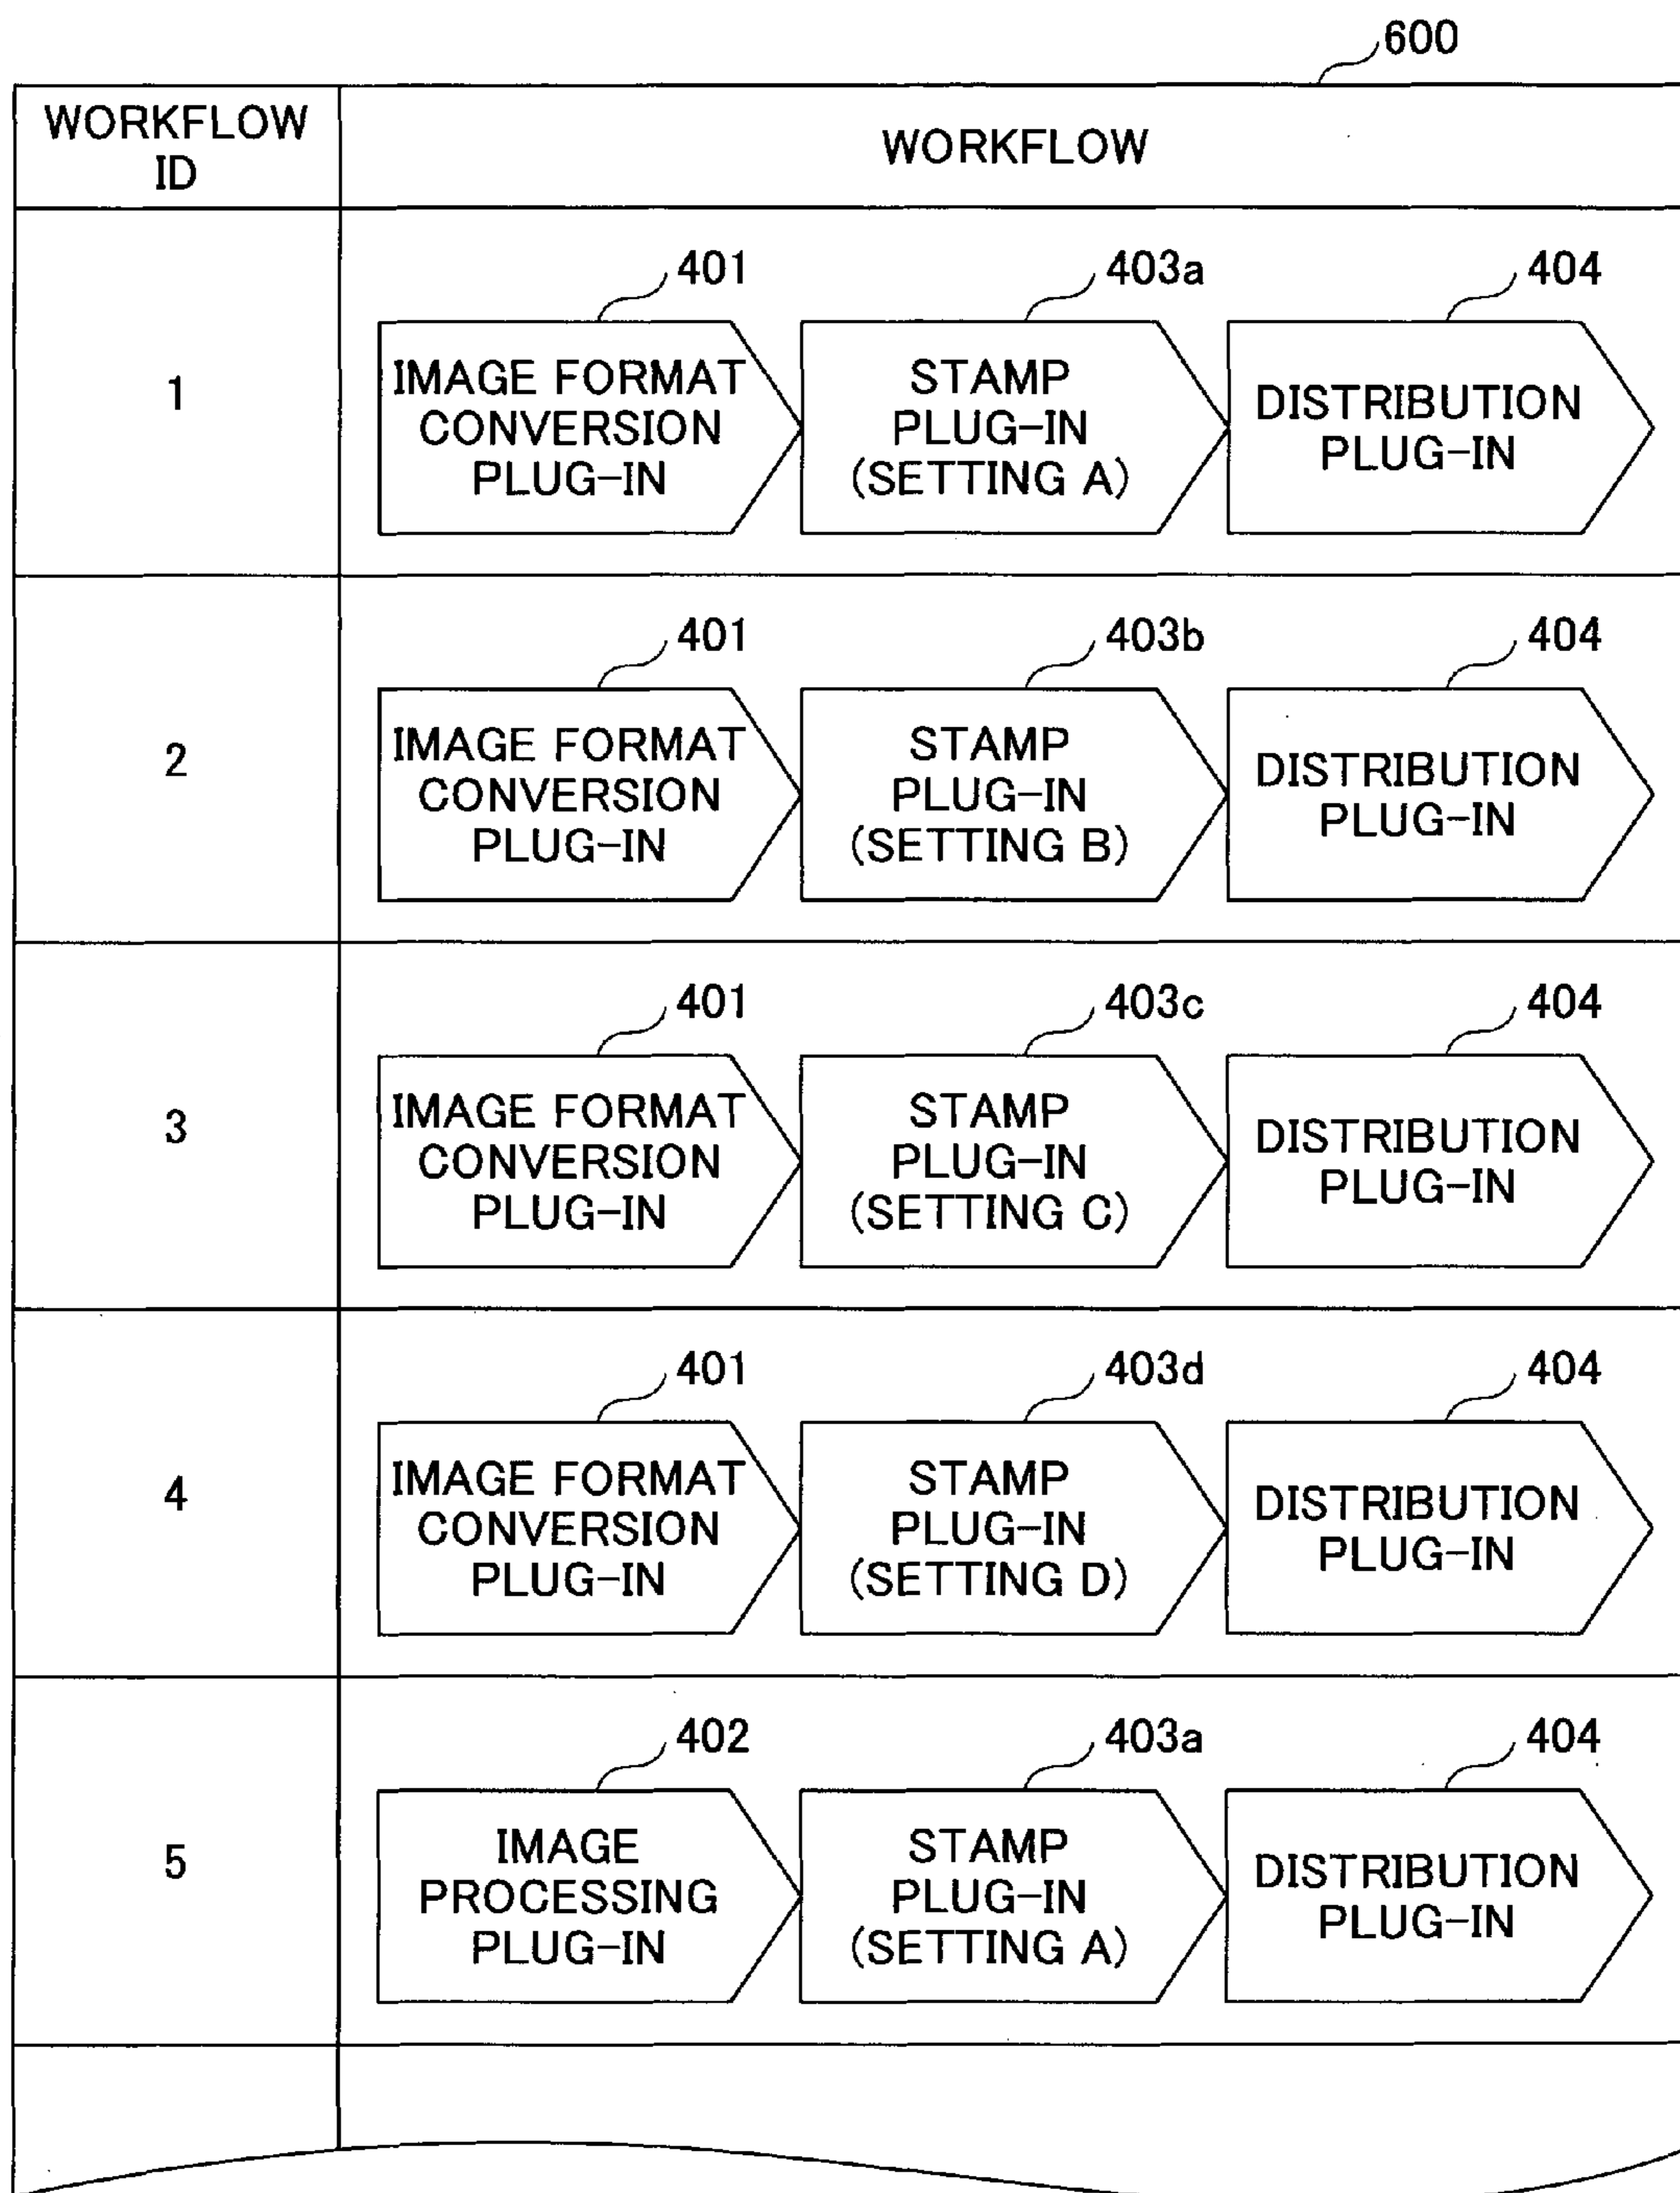 600
WORKFLOW
ID
WORKFLOW
1
401
IMAGE FORMAT
CONVERSION
PLUG-IN
403a
STAMP
PLUG-IN
(SETTING A)
404
DISTRIBUTION
PLUG-IN
2
401
IMAGE FORMAT
CONVERSION
PLUG-IN
403b
STAMP
PLUG-IN
(SETTING B)
404
DISTRIBUTION
PLUG-IN
3
401
IMAGE FORMAT
CONVERSION
PLUG-IN
403c
STAMP
PLUG-IN
(SETTING C)
404
DISTRIBUTION
PLUG-IN
4
401
IMAGE FORMAT
CONVERSION
PLUG-IN
403d
STAMP
PLUG-IN
(SETTING D)
404
DISTRIBUTION
PLUG-IN
5
402
IMAGE
PROCESSING
PLUG-IN
403a
STAMP
PLUG-IN
(SETTING A)
404
DISTRIBUTION
PLUG-IN